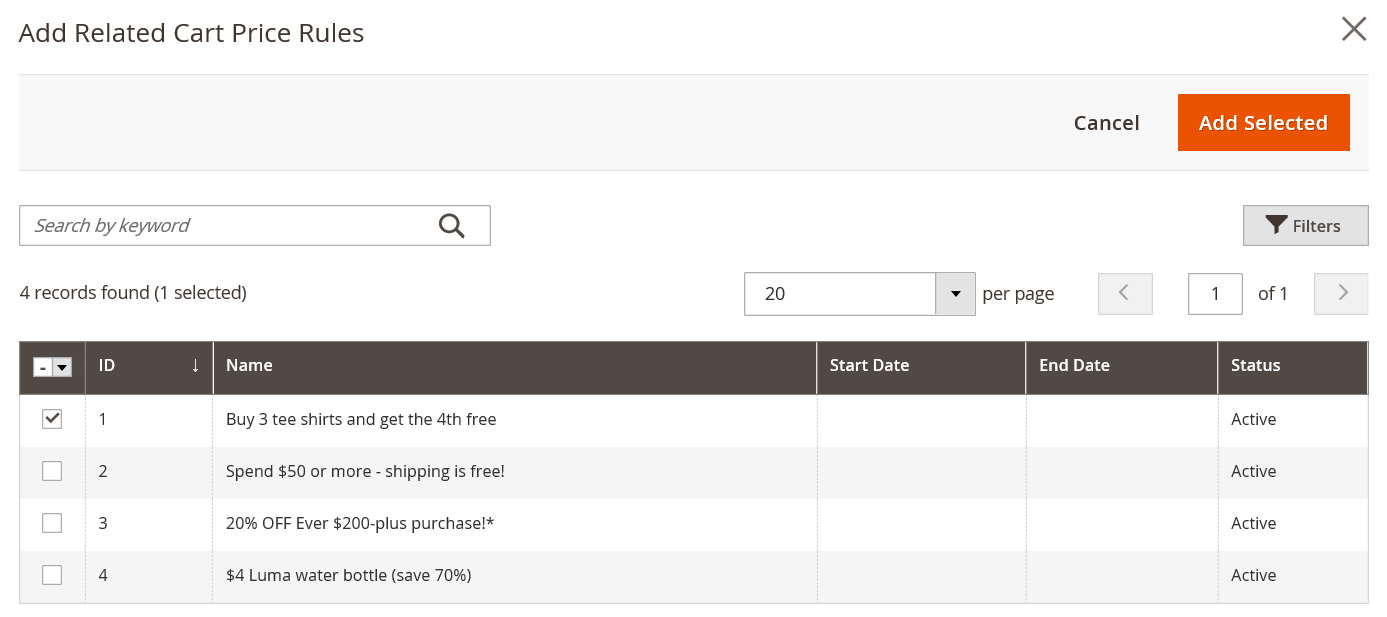 Add Related Cart Price Rules
Cancel
Add Selected
Search by keyword
Filters
4 records found (1 selected)
20
per page
1
of 1
-
ID ↓ Name Start Date End Date Status
1 Buy 3 tee shirts and get the 4th free Active
2 Spend $50 or more - shipping is free! Active
3 20% OFF Ever $200-plus purchase!* Active
4 $4 Luma water bottle (save 70%) Active